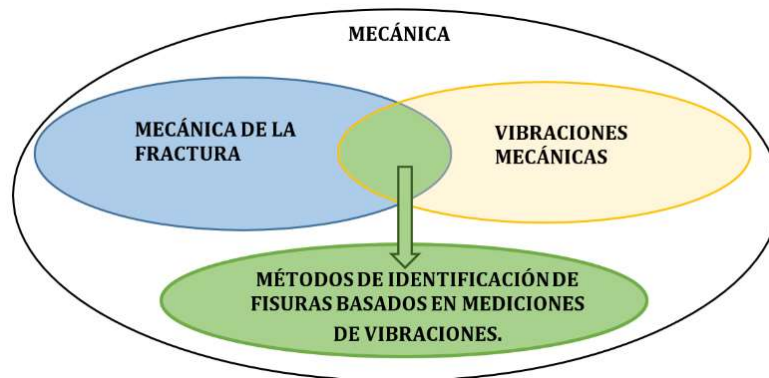 MECÁNICA
MECÁNICA DE LA
FRACTURA
VIBRACIONES
MECÁNICAS
MÉTODOS DE IDENTIFICACIÓN DE
FISURAS BASADOS EN MEDICIONES
DE VIBRACIONES.